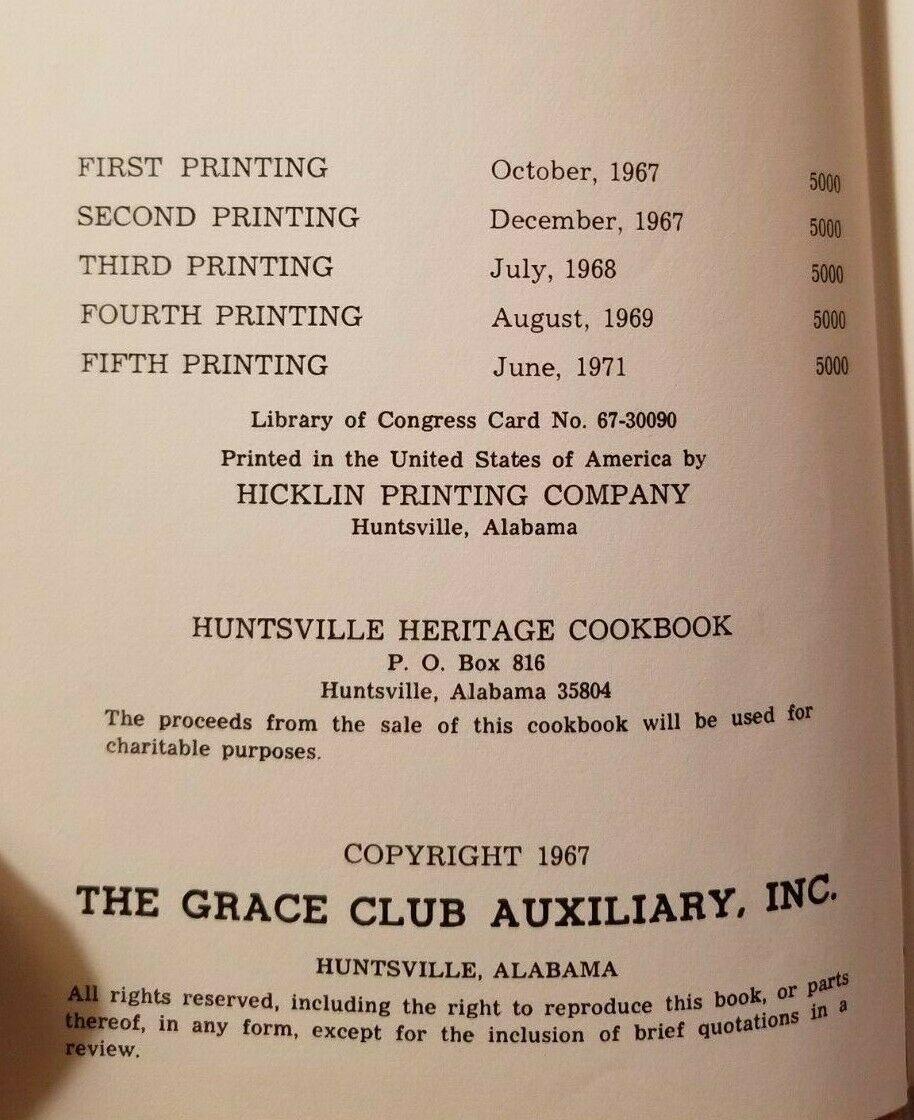 FIRST PRINTING October, 1967 5000
SECOND PRINTING December, 1967 5000
THIRD PRINTING July, 1968 5000
FOURTH PRINTING August, 1969 5000
FIFTH PRINTING June, 1971 5000
Library of Congress Card No. 67-30090
Printed in the United States of America by
HICKLIN PRINTING COMPANY
Huntsville, Alabama
HUNTSVILLE HERITAGE COOKBOOK
P. O. Box 816
Huntsville, Alabama 35804
The proceeds from the sale of this cookbook will be used for
charitable purposes.
COPYRIGHT 1967
THE GRACE CLUB AUXILIARY, INC.
HUNTSVILLE, ALABAMA
All rights reserved, including the right to reproduce this book, or parts
thereof, in any form, except for the inclusion of brief quotations in a
review.